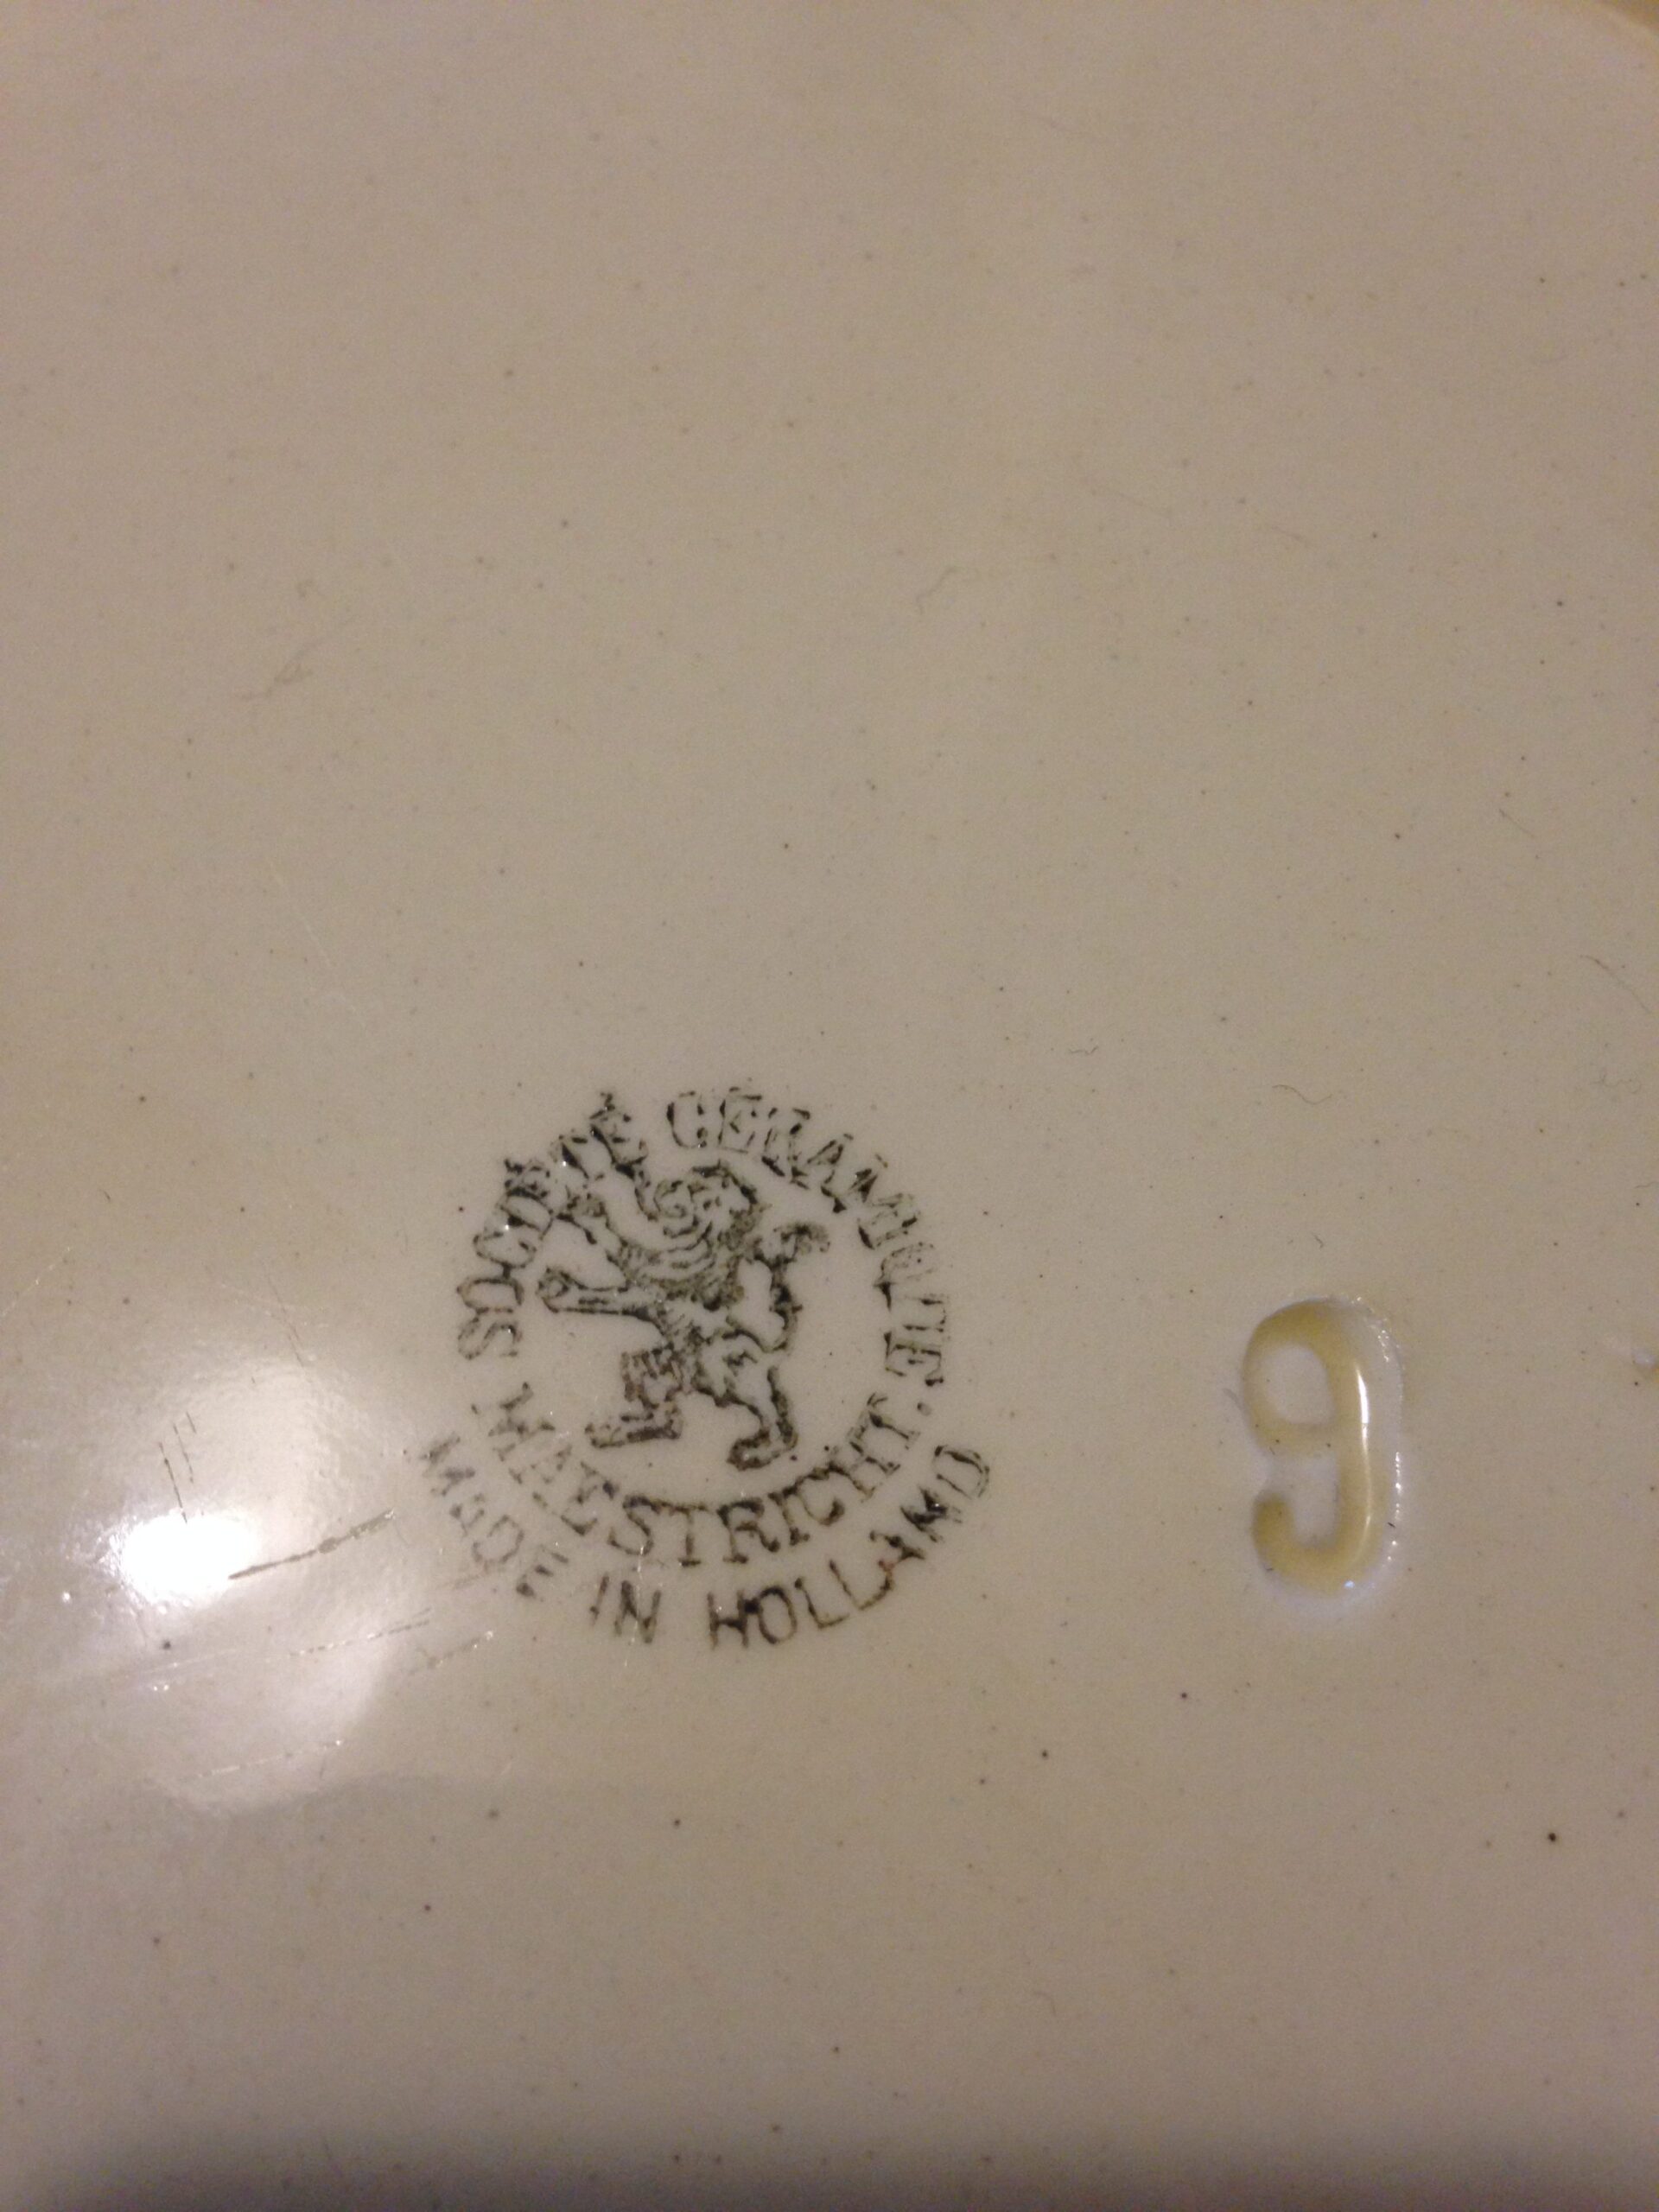 SOCIÉTÉ CÉRAMIQUE.
MAESTRICHT.
MADE IN HOLLAND
9